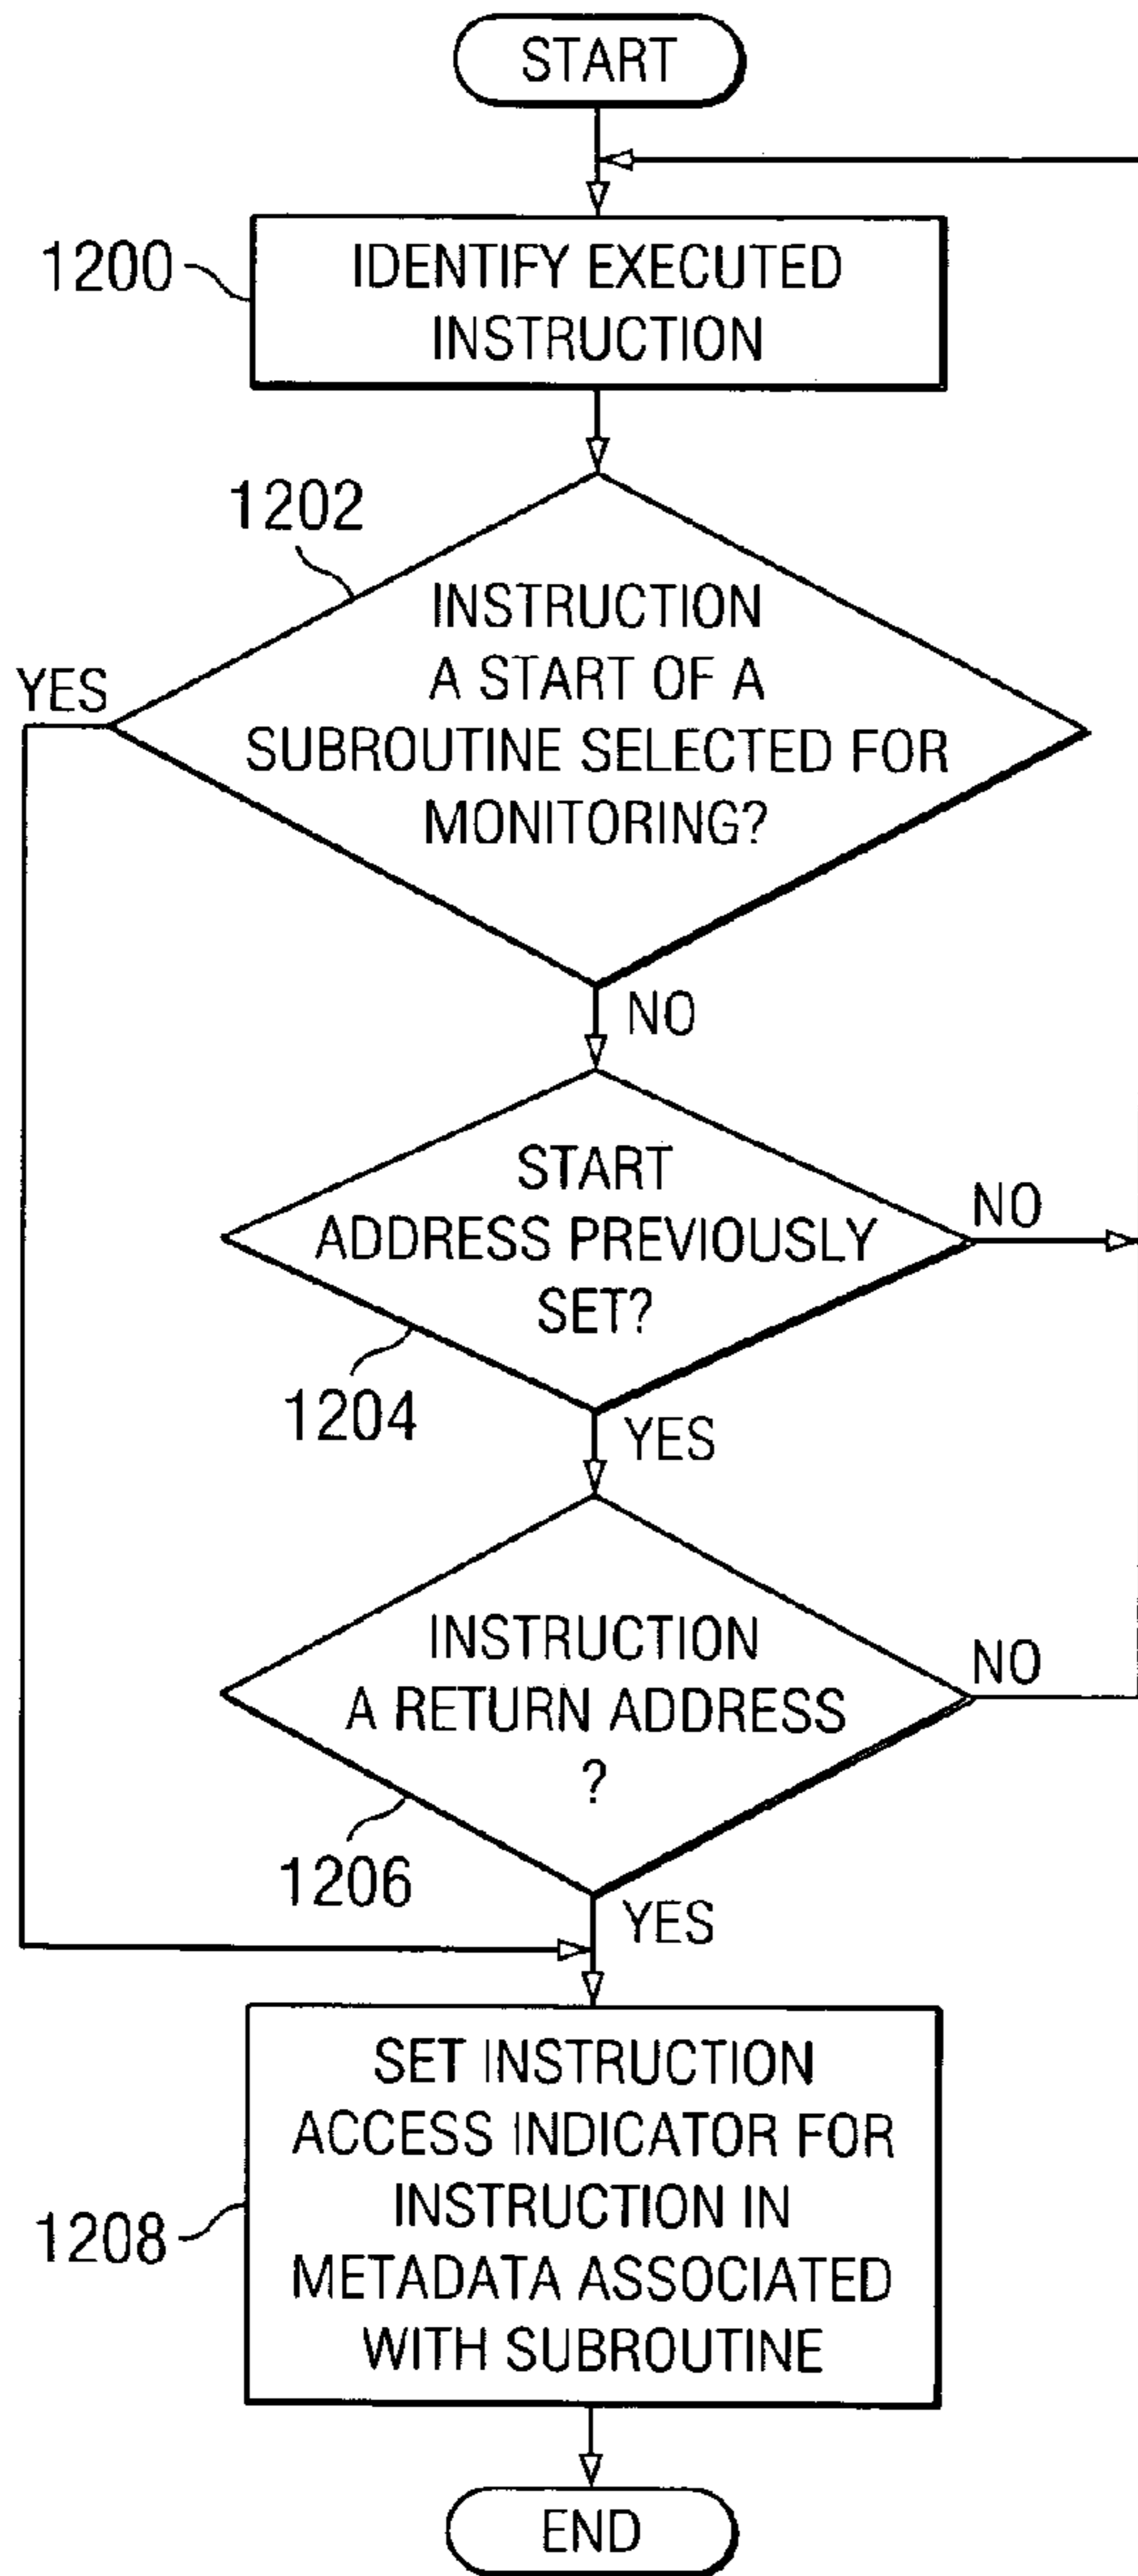 START
1200
IDENTIFY EXECUTED
INSTRUCTION
1202
INSTRUCTION
A START OF A
SUBROUTINE SELECTED FOR
MONITORING?
YES
NO
START
ADDRESS PREVIOUSLY
SET?
NO
1204
YES
INSTRUCTION
A RETURN ADDRESS
?
NO
1206
YES
SET INSTRUCTION
ACCESS INDICATOR FOR
INSTRUCTION IN
METADATA ASSOCIATED
WITH SUBROUTINE
1208
END